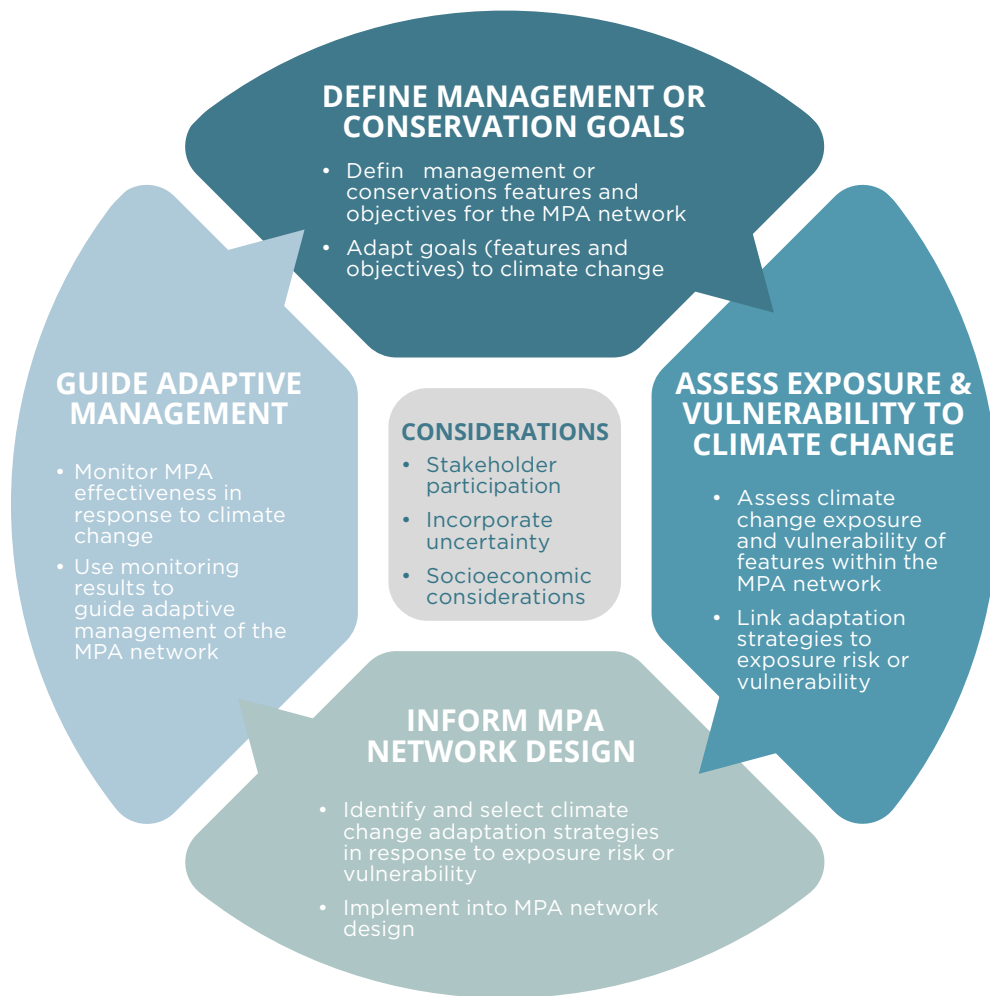 DEFINE MANAGEMENT OR
CONSERVATION GOALS
• Defin management or
conservations features and
objectives for the MPA network
• Adapt goals (features and
objectives) to climate change
ASSESS EXPOSURE &
VULNERABILITY TO
CLIMATE CHANGE
• Assess climate
change exposure
and vulnerability of
features within the
MPA network
• Link adaptation
strategies to
exposure risk or
vulnerability
INFORM MPA
NETWORK DESIGN
• Identify and select climate
change adaptation strategies
in response to exposure risk or
vulnerability
• Implement into MPA network
design
GUIDE ADAPTIVE
MANAGEMENT
• Monitor MPA
effectiveness in
response to climate
change
• Use monitoring
results to
guide adaptive
management of the
MPA network
CONSIDERATIONS
• Stakeholder
participation
• Incorporate
uncertainty
• Socioeconomic
considerations